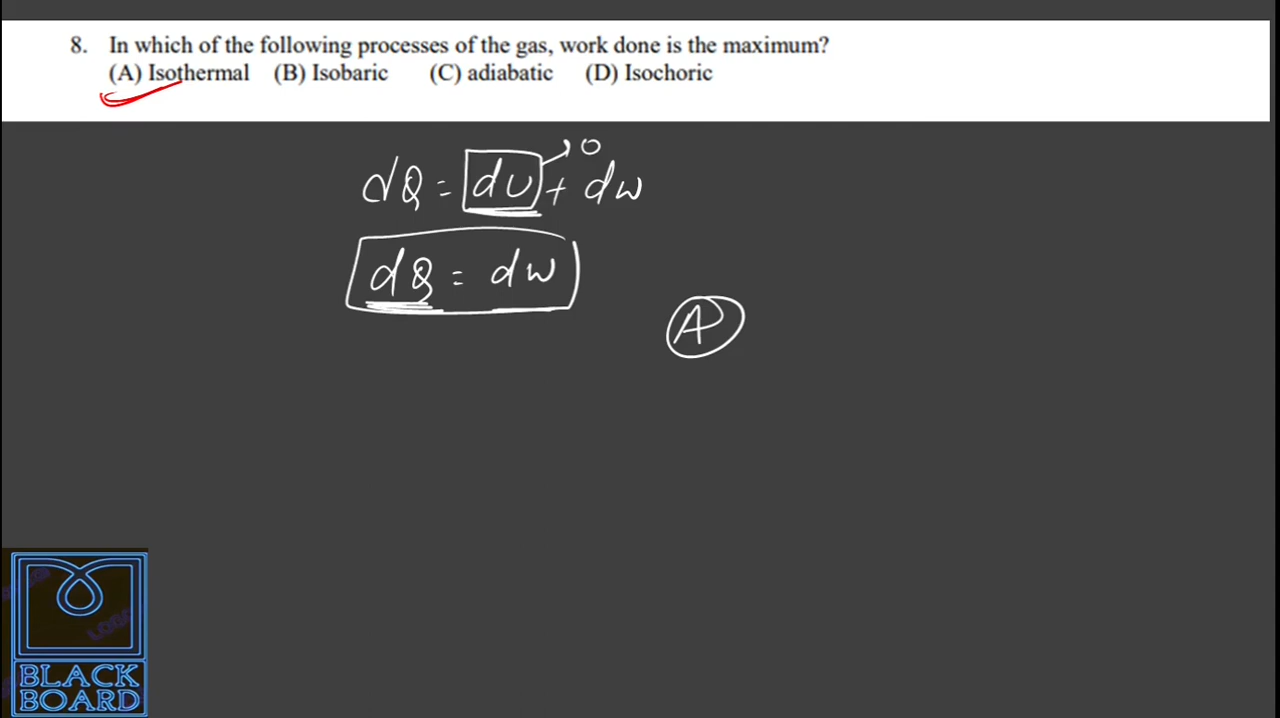 8. In which of the following processes of the gas, work done is the maximum?
(A) Isothermal (B) Isobaric (C) adiabatic (D) Isochoric
0
dQ = dU + dw
dQ = dw
A
BLACK
BOARD